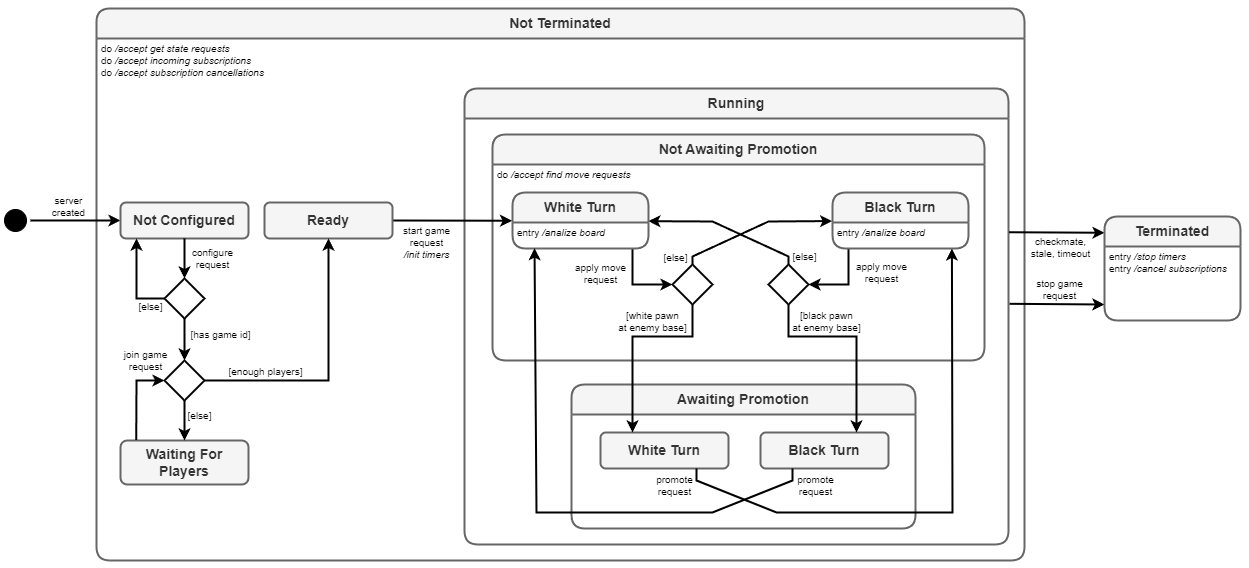 Not Terminated
do /accept get state requests
do /accept incoming subscriptions
do /accept subscription cancellations
Running
Not Awaiting Promotion
do /accept find move requests
server
created
Not Configured
Ready
start game
request
/init timers
White Turn
entry /analize board
Black Turn
entry /analize board
configure
request
[else]
[has game id]
join game
request
[enough players]
[else]
Waiting For
Players
apply move
request
[else]
[else]
apply move
request
[white pawn
at enemy base]
[black pawn
at enemy base]
Awaiting Promotion
White Turn
Black Turn
promote
request
promote
request
checkmate,
stale, timeout
stop game
request
Terminated
entry /stop timers
entry /cancel subscriptions